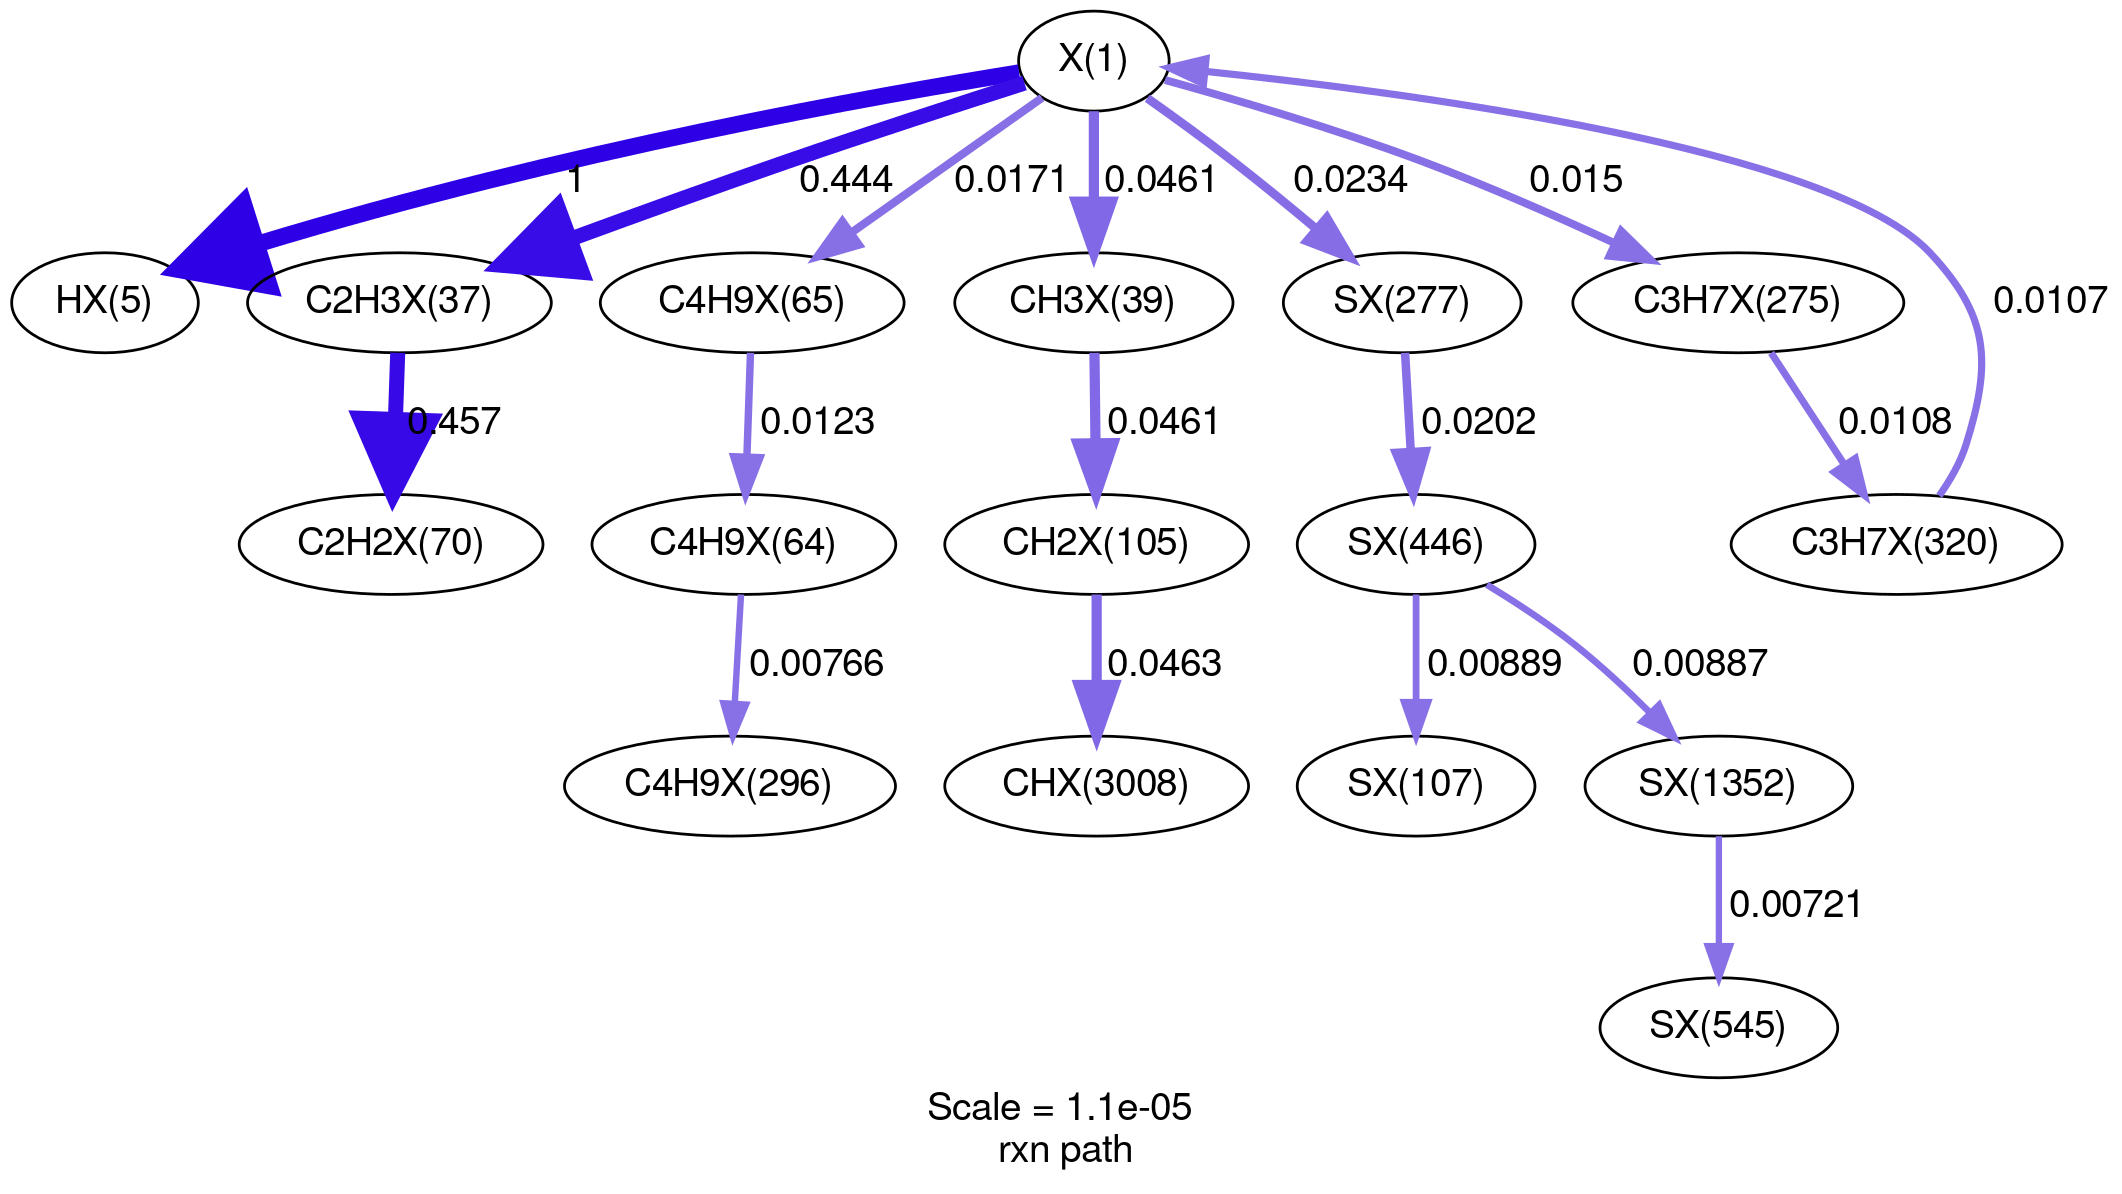 X(1)
1
0.444
0.0171
0.0461
0.0234
0.015
HX(5)
C2H3X(37)
C4H9X(65)
CH3X(39)
SX(277)
C3H7X(275)
0.0107
0.457
0.0123
0.0461
0.0202
0.0108
C2H2X(70)
C4H9X(64)
CH2X(105)
SX(446)
C3H7X(320)
0.00766
0.0463
0.00889
0.00887
C4H9X(296)
CHX(3008)
SX(107)
SX(1352)
0.00721
SX(545)
Scale = 1.1e-05
rxn path